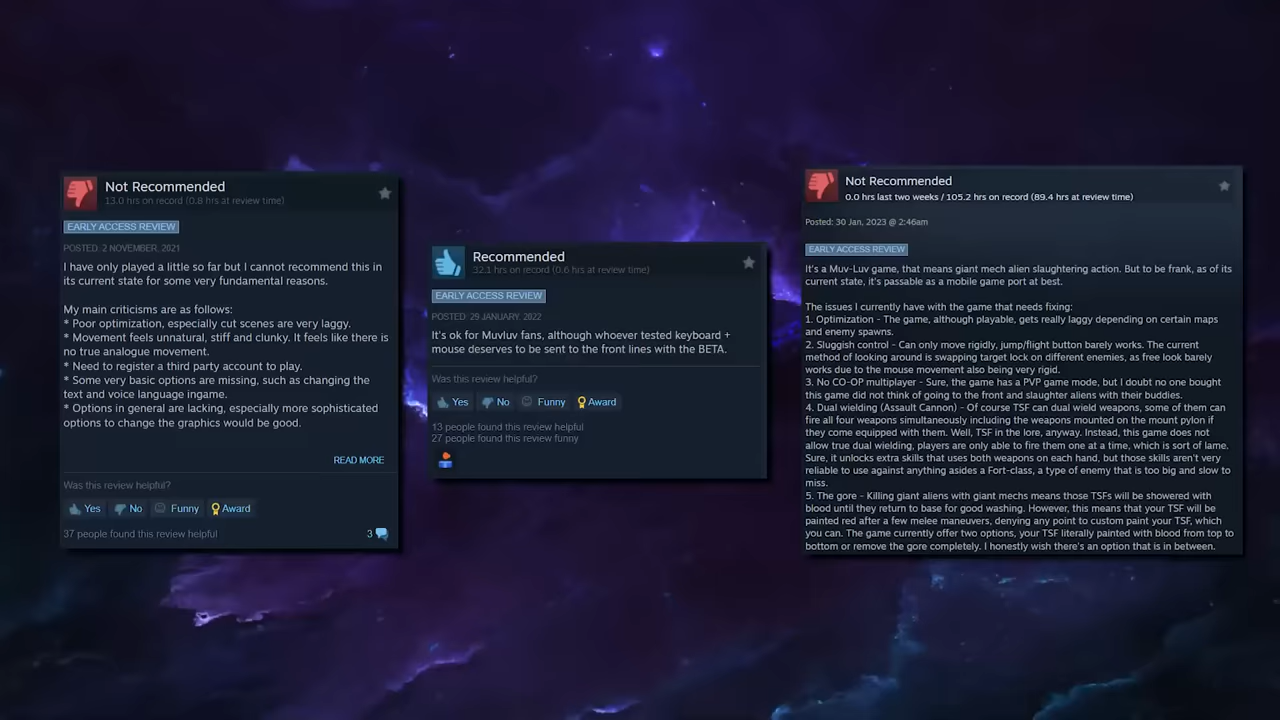 Not Recommended
13.0 hrs on record (0.8 hrs at review time)
EARLY ACCESS REVIEW
POSTED: 2 NOVEMBER, 2021
I have only played a little so far but I cannot recommend this in
its current state for some very fundamental reasons.
My main criticisms are as follows:
* Poor optimization, especially cut scenes are very laggy.
* Movement feels unnatural, stiff and clunky. It feels like there is
no true analogue movement.
* Need to register a third party account to play.
* Some very basic options are missing, such as changing the
text and voice language ingame.
* Options in general are lacking, especially more sophisticated
options to change the graphics would be good.
READ MORE
Was this review helpful?
Yes No Funny Award
37 people found this review helpful 3
Recommended
32.1 hrs on record (0.6 hrs at review time)
EARLY ACCESS REVIEW
POSTED: 29 JANUARY, 2022
It's ok for Muvluv fans, although whoever tested keyboard +
mouse deserves to be sent to the front lines with the BETA.
Was this review helpful?
Yes No Funny Award
13 people found this review helpful
27 people found this review funny
Not Recommended
0.0 hrs last two weeks / 105.2 hrs on record (89.4 hrs at review time)
Posted: 30 Jan, 2023 @ 2:46am
EARLY ACCESS REVIEW
It's a Muv-Luv game, that means giant mech alien slaughtering action. But to be frank, as of its
current state, it's passable as a mobile game port at best.
The issues I currently have with the game that needs fixing:
1. Optimization - The game, although playable, gets really laggy depending on certain maps
and enemy spawns.
2. Sluggish control - Can only move rigidly, jump/flight button barely works. The current
method of looking around is swapping target lock on different enemies, as free look barely
works due to the mouse movement also being very rigid.
3. No CO-OP multiplayer - Sure, the game has a PVP game mode, but I doubt no one bought
this game did not think of going to the front and slaughter aliens with their buddies.
4. Dual wielding (Assault Cannon) - Of course TSF can dual wield weapons, some of them can
fire all four weapons simultaneously including the weapons mounted on the mount pylon if
they come equipped with them. Well, TSF in the lore, anyway. Instead, this game does not
allow true dual wielding, players are only able to fire them one at a time, which is sort of lame.
Sure, it unlocks extra skills that uses both weapons on each hand, but those skills aren't very
reliable to use against anything asides a Fort-class, a type of enemy that is too big and slow to
miss.
5. The gore - Killing giant aliens with giant mechs means those TSFs will be showered with
blood until they return to base for good washing. However, this means that your TSF will be
painted red after a few melee maneuvers, denying any point to custom paint your TSF, which
you can. The game currently offer two options, your TSF literally painted with blood from top to
bottom or remove the gore completely. I honestly wish there's an option that is in between.